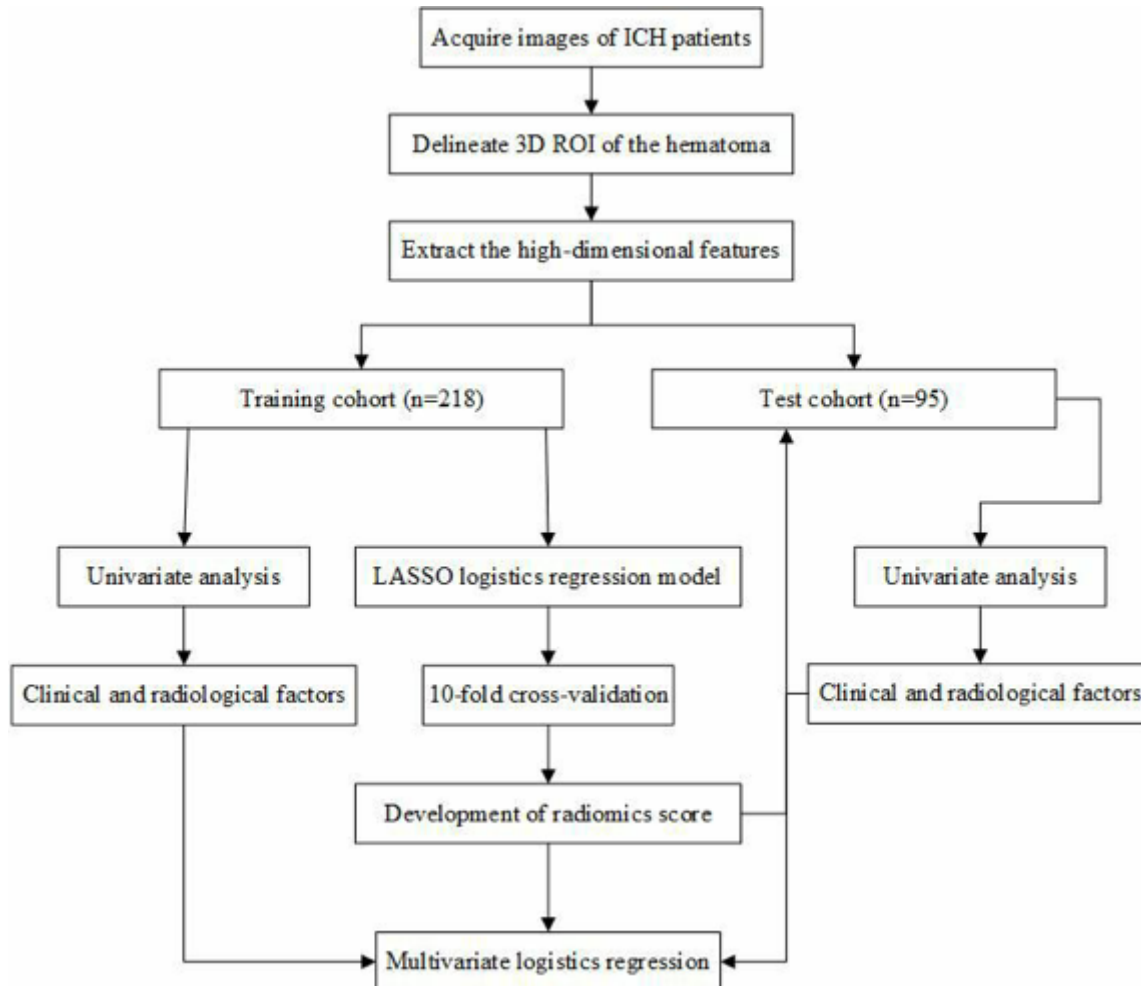 Acquire images of ICH patients
Delineate 3D ROI of the hematoma
Extract the high-dimensional features
Training cohort (n=218)
Test cohort (n=95)
Univariate analysis
LASSO logistics regression model
Univariate analysis
Clinical and radiological factors
10-fold cross-validation
Clinical and radiological factors
Development of radiomics score
Multivariate logistics regression